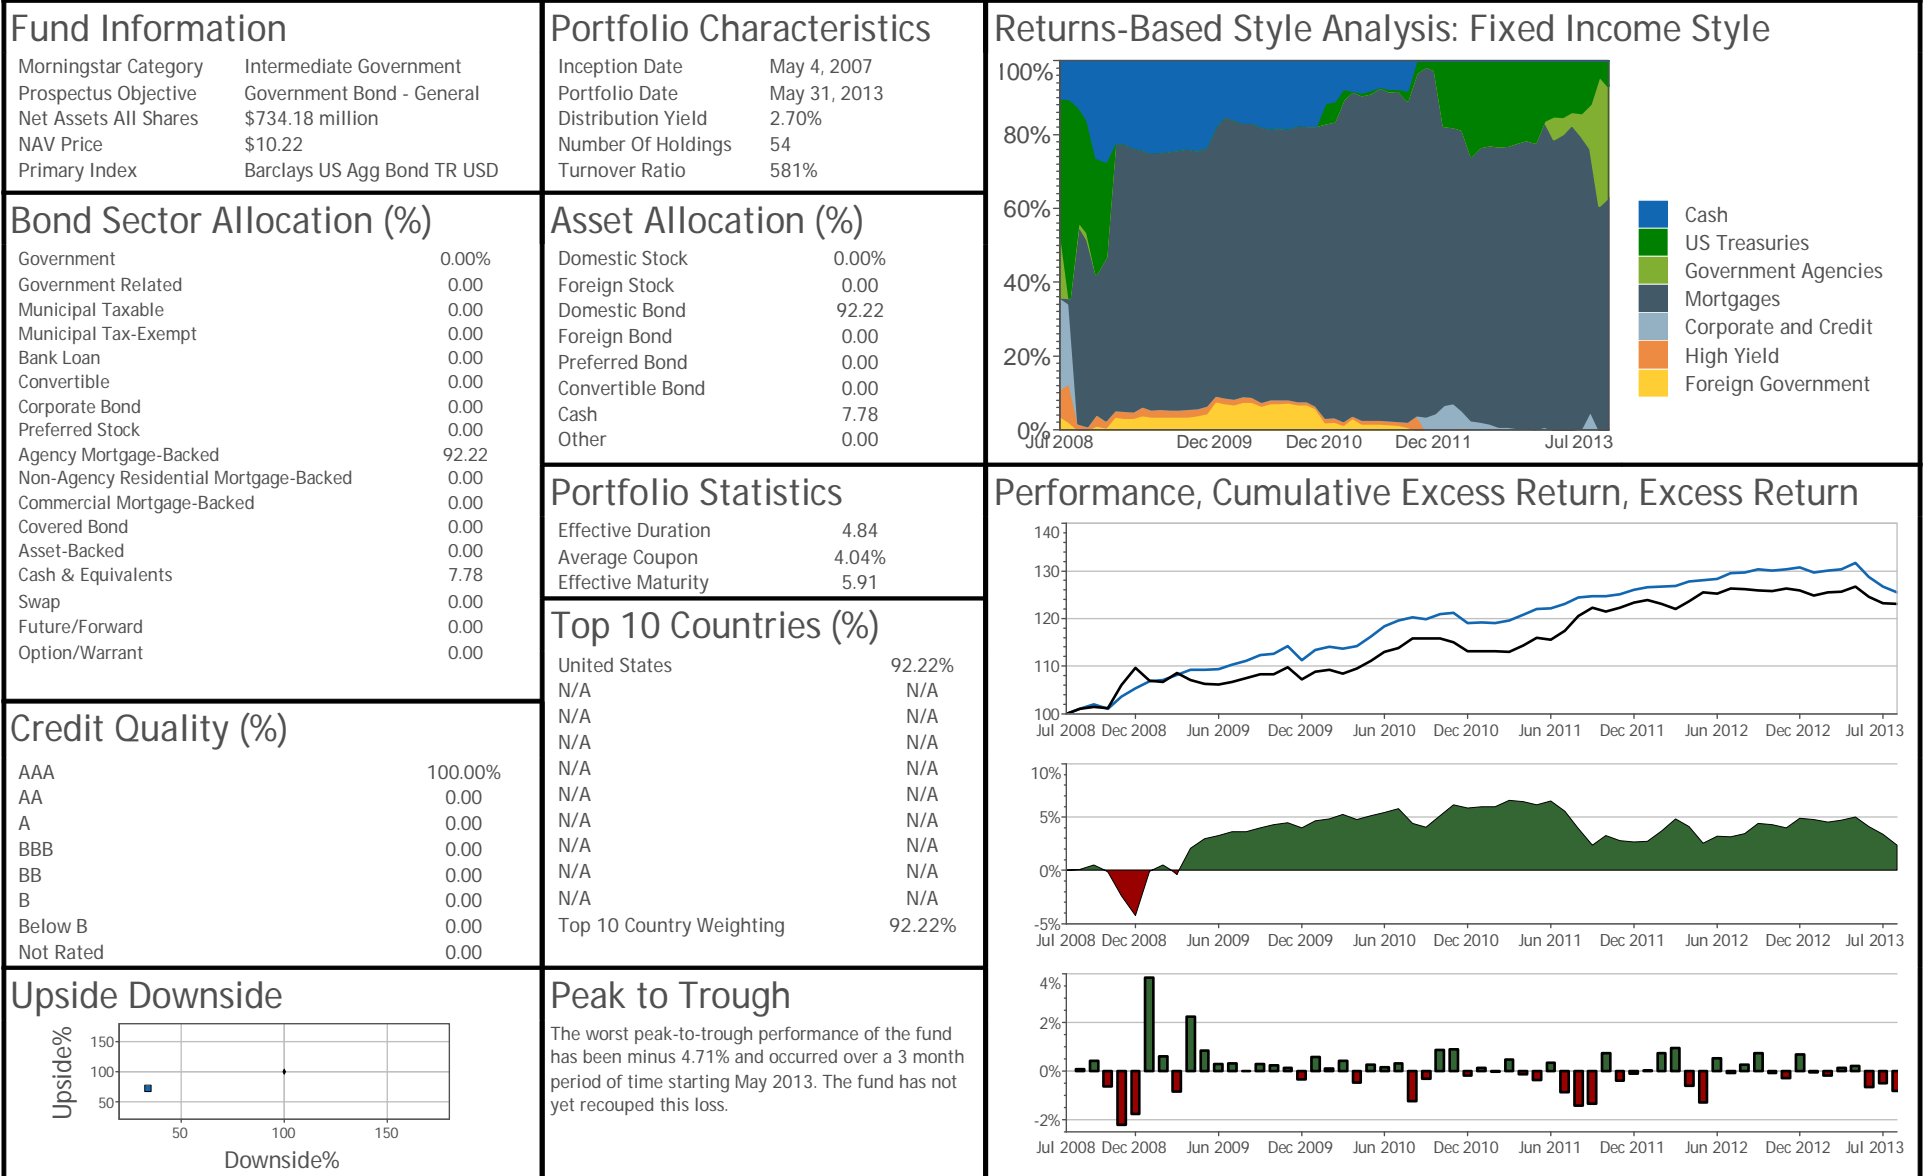 Fund Information
Morningstar Category Intermediate Government
Prospectus Objective Government Bond - General
Net Assets All Shares $734.18 million
NAV Price $10.22
Primary Index Barclays US Agg Bond TR USD
Bond Sector Allocation (%)
Government 0.00%
Government Related 0.00
Municipal Taxable 0.00
Municipal Tax-Exempt 0.00
Bank Loan 0.00
Convertible 0.00
Corporate Bond 0.00
Preferred Stock 0.00
Agency Mortgage-Backed 92.22
Non-Agency Residential Mortgage-Backed 0.00
Commercial Mortgage-Backed 0.00
Covered Bond 0.00
Asset-Backed 0.00
Cash & Equivalents 7.78
Swap 0.00
Future/Forward 0.00
Option/Warrant 0.00
Credit Quality (%)
AAA 100.00%
AA 0.00
A 0.00
BBB 0.00
BB 0.00
B 0.00
Below B 0.00
Not Rated 0.00
Upside Downside
Upside%
150
100
50
50 100 150
Downside%
Portfolio Characteristics
Inception Date May 4, 2007
Portfolio Date May 31, 2013
Distribution Yield 2.70%
Number Of Holdings 54
Turnover Ratio 581%
Asset Allocation (%)
Domestic Stock 0.00%
Foreign Stock 0.00
Domestic Bond 92.22
Foreign Bond 0.00
Preferred Bond 0.00
Convertible Bond 0.00
Cash 7.78
Other 0.00
Portfolio Statistics
Effective Duration 4.84
Average Coupon 4.04%
Effective Maturity 5.91
Top 10 Countries (%)
United States 92.22%
N/A N/A
N/A N/A
N/A N/A
N/A N/A
N/A N/A
N/A N/A
N/A N/A
N/A N/A
N/A N/A
Top 10 Country Weighting 92.22%
Peak to Trough
The worst peak-to-trough performance of the fund
has been minus 4.71% and occurred over a 3 month
period of time starting May 2013. The fund has not
yet recouped this loss.
Returns-Based Style Analysis: Fixed Income Style
100%
80%
60%
40%
20%
0%
Jul 2008 Dec 2009 Dec 2010 Dec 2011 Jul 2013
Cash
US Treasuries
Government Agencies
Mortgages
Corporate and Credit
High Yield
Foreign Government
Performance, Cumulative Excess Return, Excess Return
140
130
120
110
100
Jul 2008 Dec 2008 Jun 2009 Dec 2009 Jun 2010 Dec 2010 Jun 2011 Dec 2011 Jun 2012 Dec 2012 Jul 2013
10%
5%
0%
-5%
Jul 2008 Dec 2008 Jun 2009 Dec 2009 Jun 2010 Dec 2010 Jun 2011 Dec 2011 Jun 2012 Dec 2012 Jul 2013
4%
2%
0%
-2%
Jul 2008 Dec 2008 Jun 2009 Dec 2009 Jun 2010 Dec 2010 Jun 2011 Dec 2011 Jun 2012 Dec 2012 Jul 2013